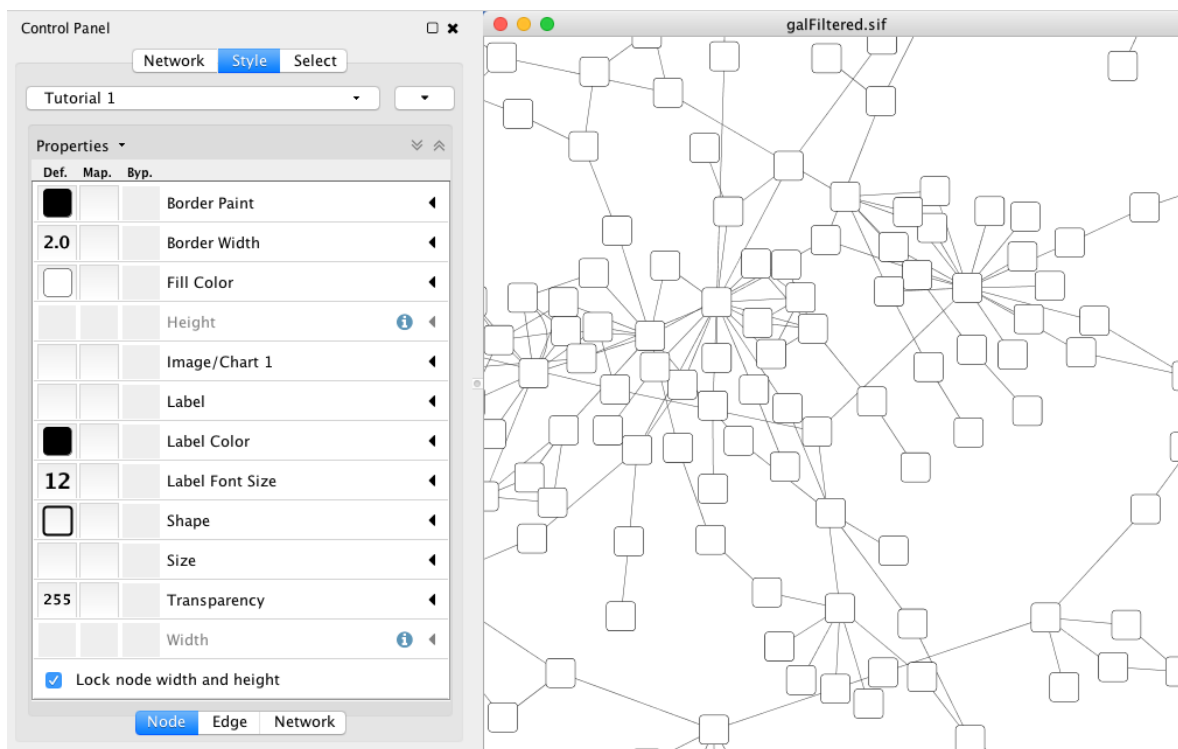 Control Panel
Network Style Select
Tutorial 1
Properties
Def. Map. Byp.
Border Paint
2.0 Border Width
Fill Color
Height
Image/Chart 1
Label
Label Color
12 Label Font Size
Shape
Size
255 Transparency
Width
Lock node width and height
Node Edge Network
galFiltered.sif